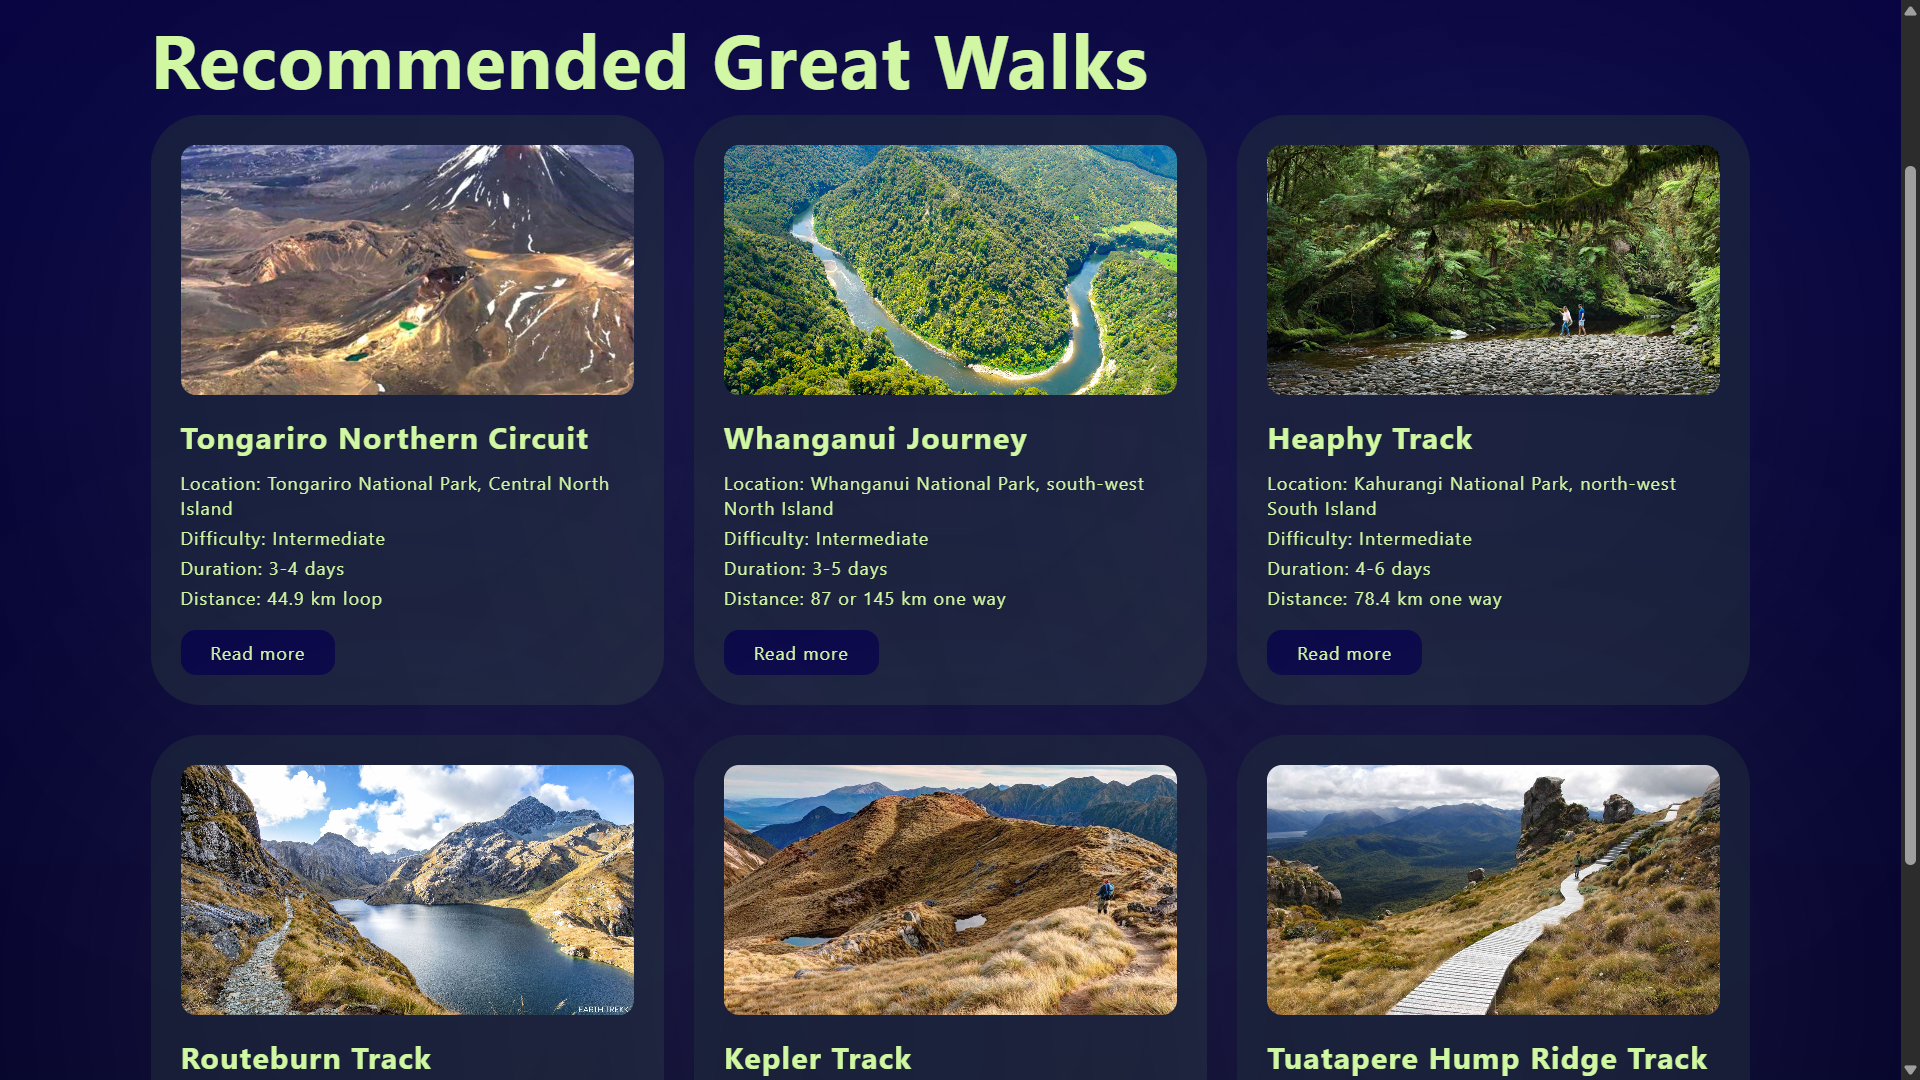 Recommended Great Walks
Tongariro Northern Circuit
Location: Tongariro National Park, Central North
Island
Difficulty: Intermediate
Duration: 3-4 days
Distance: 44.9 km loop
Read more
Whanganui Journey
Location: Whanganui National Park, south-west
North Island
Difficulty: Intermediate
Duration: 3-5 days
Distance: 87 or 145 km one way
Read more
Heaphy Track
Location: Kahurangi National Park, north-west
South Island
Difficulty: Intermediate
Duration: 4-6 days
Distance: 78.4 km one way
Read more
EARTH TREKK
Routeburn Track
Kepler Track
Tuatapere Hump Ridge Track